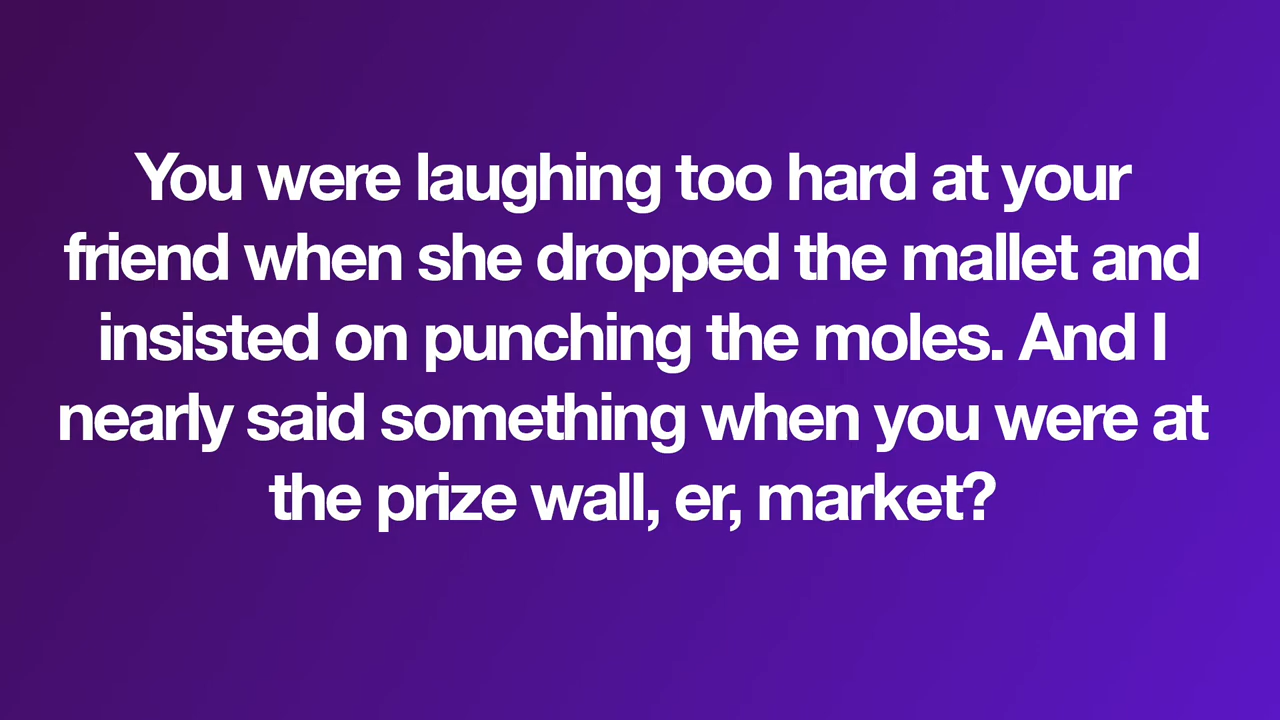 You were laughing too hard at your
friend when she dropped the mallet and
insisted on punching the moles. And I
nearly said something when you were at
the prize wall, er, market?